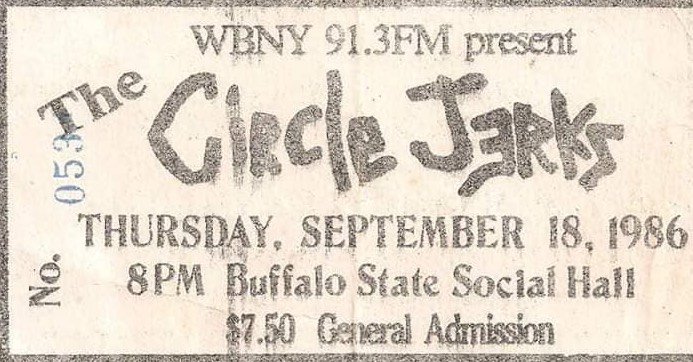 WBNY 91.3FM present
The Circle Jerks
THURSDAY, SEPTEMBER 18, 1986
8PM Buffalo State Social Hall
$7.50 General Admission
No.